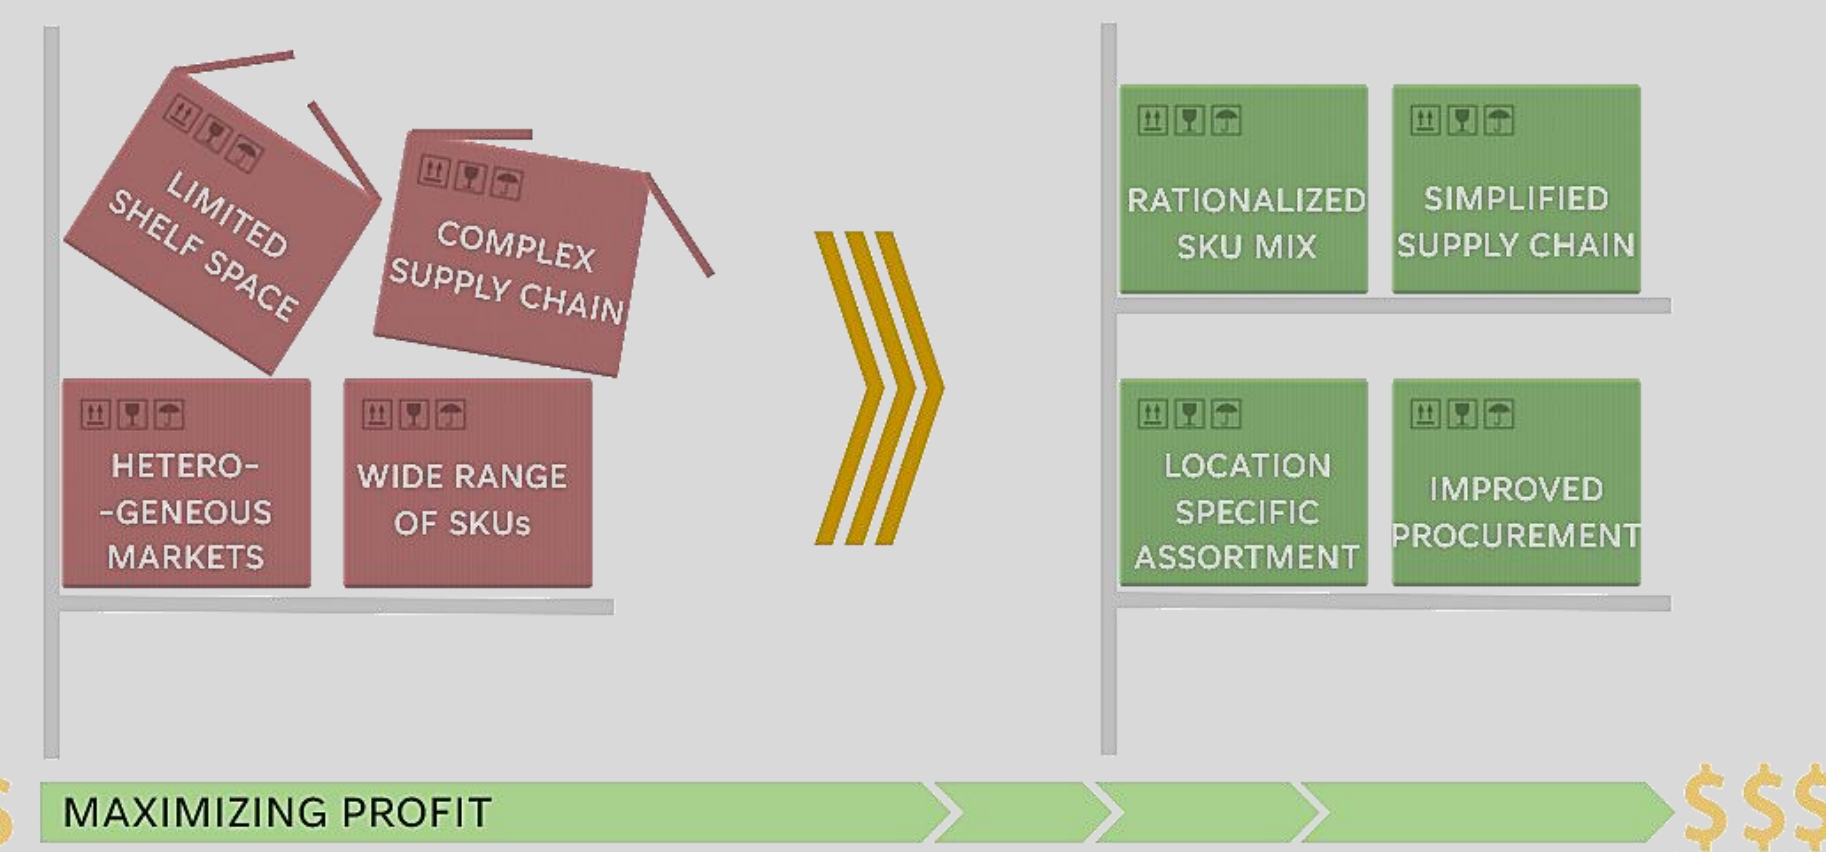 LIMITED
SHELF SPACE
COMPLEX
SUPPLY CHAIN
HETERO-
-GENEOUS
MARKETS
WIDE RANGE
OF SKUs
RATIONALIZED
SKU MIX
SIMPLIFIED
SUPPLY CHAIN
LOCATION
SPECIFIC
ASSORTMENT
IMPROVED
PROCUREMENT
$
MAXIMIZING PROFIT
$$$